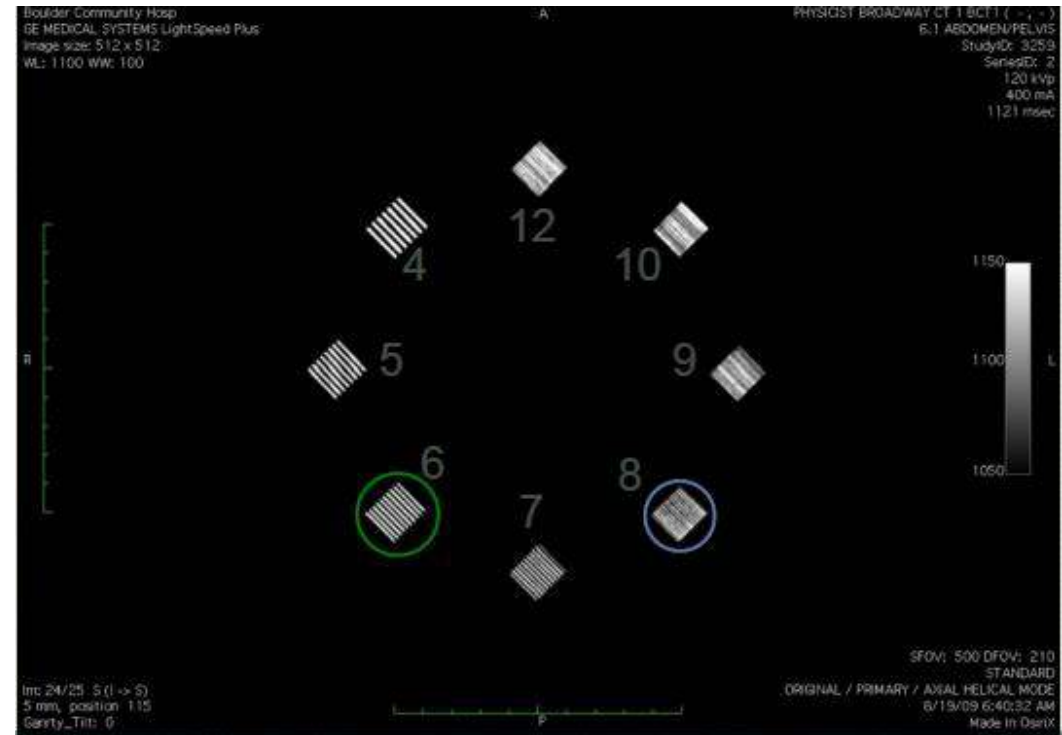 Boulder Community Hosp
GE MEDICAL SYSTEMS LightSpeed Plus
Image size: 512 x 512
WL: 1100 WW: 100
A
PHYSICIST BROADWAY CT 1 BCT1 ( - , - )
6.1 ABDOMEN/PELVIS
StudyID: 3259
SeriesID: 2
120 kVp
400 mA
1121 msec
12
4
10
1150
R
5
9
1100
L
6
8
1050
7
Im: 24/25 S (I -> S)
5 mm, position 115
Gantry_Tilt: 0
P
SFOV: 500 DFOV: 210
STANDARD
ORIGINAL / PRIMARY / AXIAL HELICAL MODE
6/19/09 6:40:32 AM
Made In OsiriX